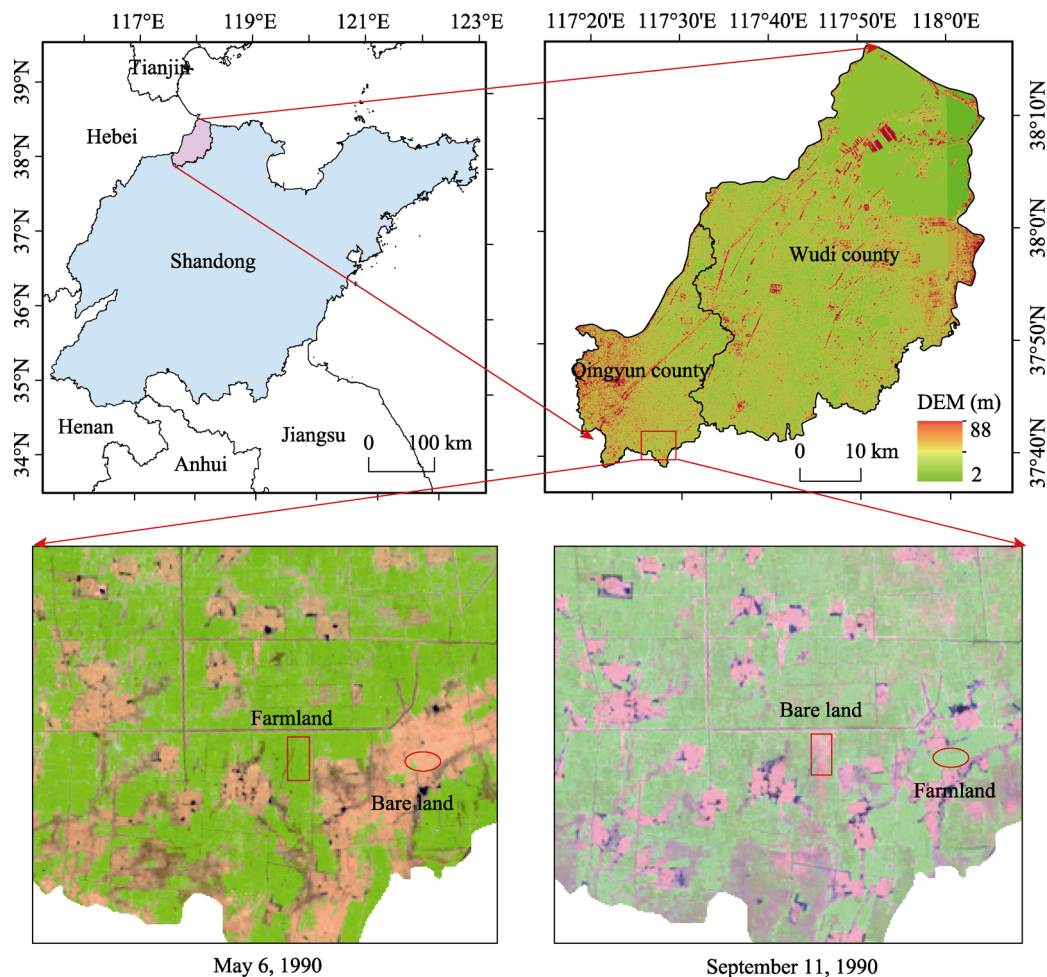 117°E 119°E 121°E 123°E
39°N
38°N
37°N
36°N
35°N
34°N
Tianjin
Hebei
Shandong
Henan
Anhui
Jiangsu
0 100 km
117°20'E 117°30'E 117°40'E 117°50'E 118°0'E
38°10'N
38°0'N
37°50'N
37°40'N
Wudi county
Qingyun county
DEM (m)
88
2
0 10 km
Farmland
Bare land
May 6, 1990
Bare land
Farmland
September 11, 1990